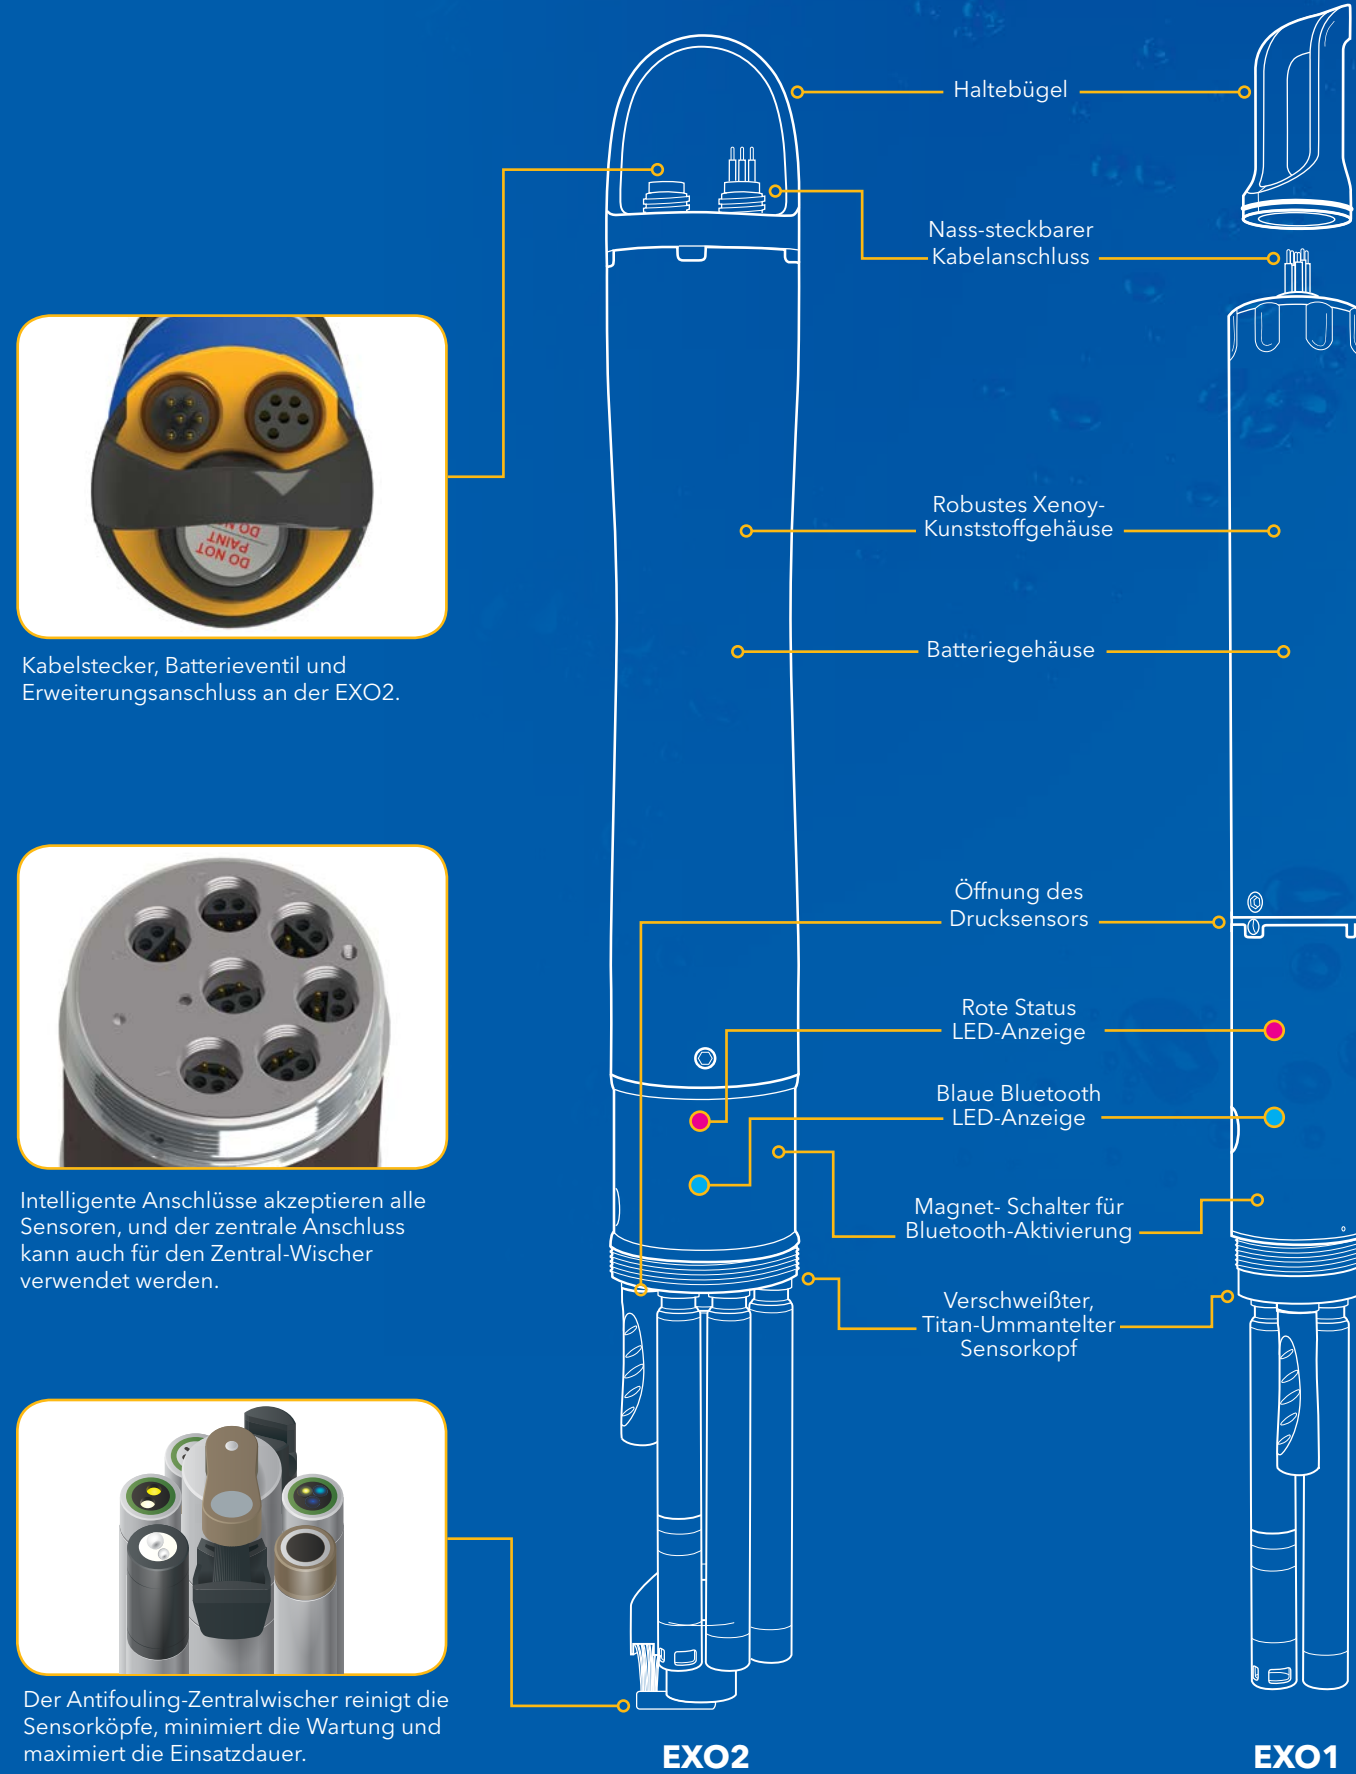 Haltebügel
Nass-steckbarer
Kabelanschluss
DO NOT
PAINT
DO NOT
Robustes Xenoy-
Kunststoffgehäuse
Batteriegehäuse
Kabelstecker, Batterieventil und
Erweiterungsanschluss an der EXO2.
Öffnung des
Drucksensors
Rote Status
LED-Anzeige
Blaue Bluetooth
LED-Anzeige
Magnet- Schalter für
Bluetooth-Aktivierung
Intelligente Anschlüsse akzeptieren alle
Sensoren, und der zentrale Anschluss
kann auch für den Zentral-Wischer
verwendet werden.
Verschweißter,
Titan-Ummantelter
Sensorkopf
Der Antifouling-Zentralwischer reinigt die
Sensorköpfe, minimiert die Wartung und
maximiert die Einsatzdauer.
EXO2
EXO1